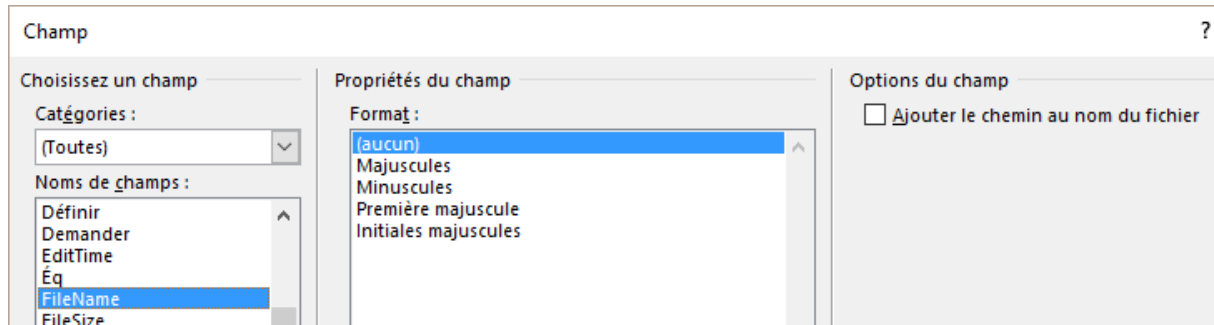 Champ
?
Choisissez un champ
Catégories :
(Toutes)
Noms de champs :
Définir
Demander
EditTime
Éq
FileName
FileSize
Propriétés du champ
Format :
(aucun)
Majuscules
Minuscules
Première majuscule
Initiales majuscules
Options du champ
Ajouter le chemin au nom du fichier